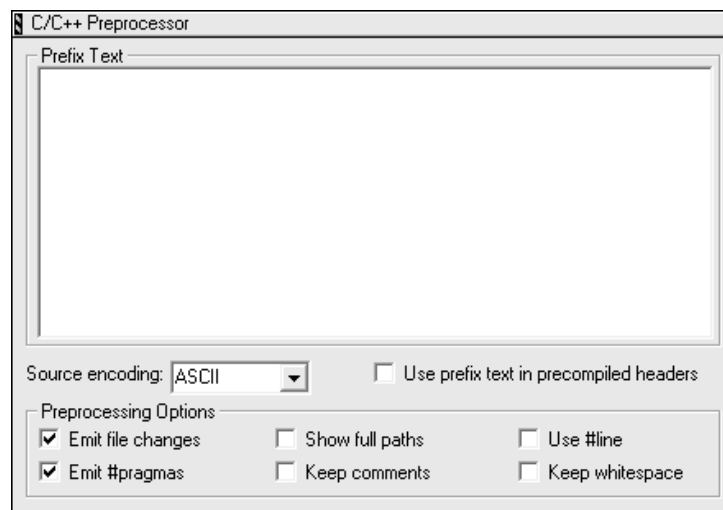 C/C++ Preprocessor
Prefix Text
Source encoding: ASCII Use prefix text in precompiled headers
Preprocessing Options
Emit file changes Show full paths Use #line
Emit #pragmas Keep comments Keep whitespace